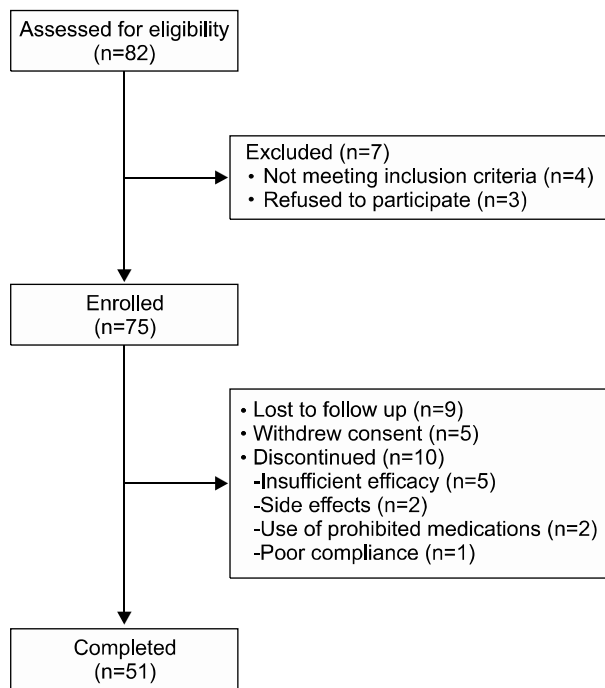 Assessed for eligibility
(n=82)
Excluded (n=7)
• Not meeting inclusion criteria (n=4)
• Refused to participate (n=3)
Enrolled
(n=75)
• Lost to follow up (n=9)
• Withdrew consent (n=5)
• Discontinued (n=10)
-Insufficient efficacy (n=5)
-Side effects (n=2)
-Use of prohibited medications (n=2)
-Poor compliance (n=1)
Completed
(n=51)